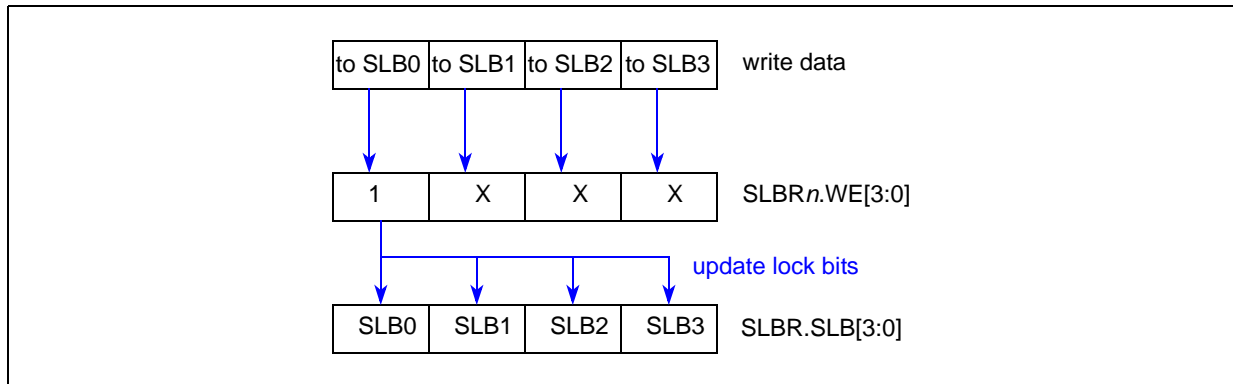 to SLB0 to SLB1 to SLB2 to SLB3 write data
1 X X X SLBRn.WE[3:0]
update lock bits
SLB0 SLB1 SLB2 SLB3 SLBR.SLB[3:0]